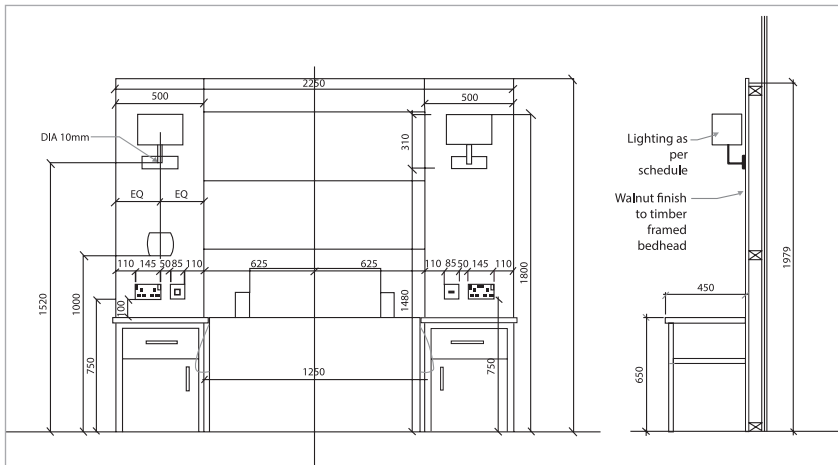 2250
500
500
DIA 10mm
310
Lighting as
per
schedule
EQ
EQ
Walnut finish
to timber
framed
bedhead
110
145
50
85
110
625
625
110
85
50
145
110
1520
1000
750
100
1480
1800
1979
450
1250
750
650